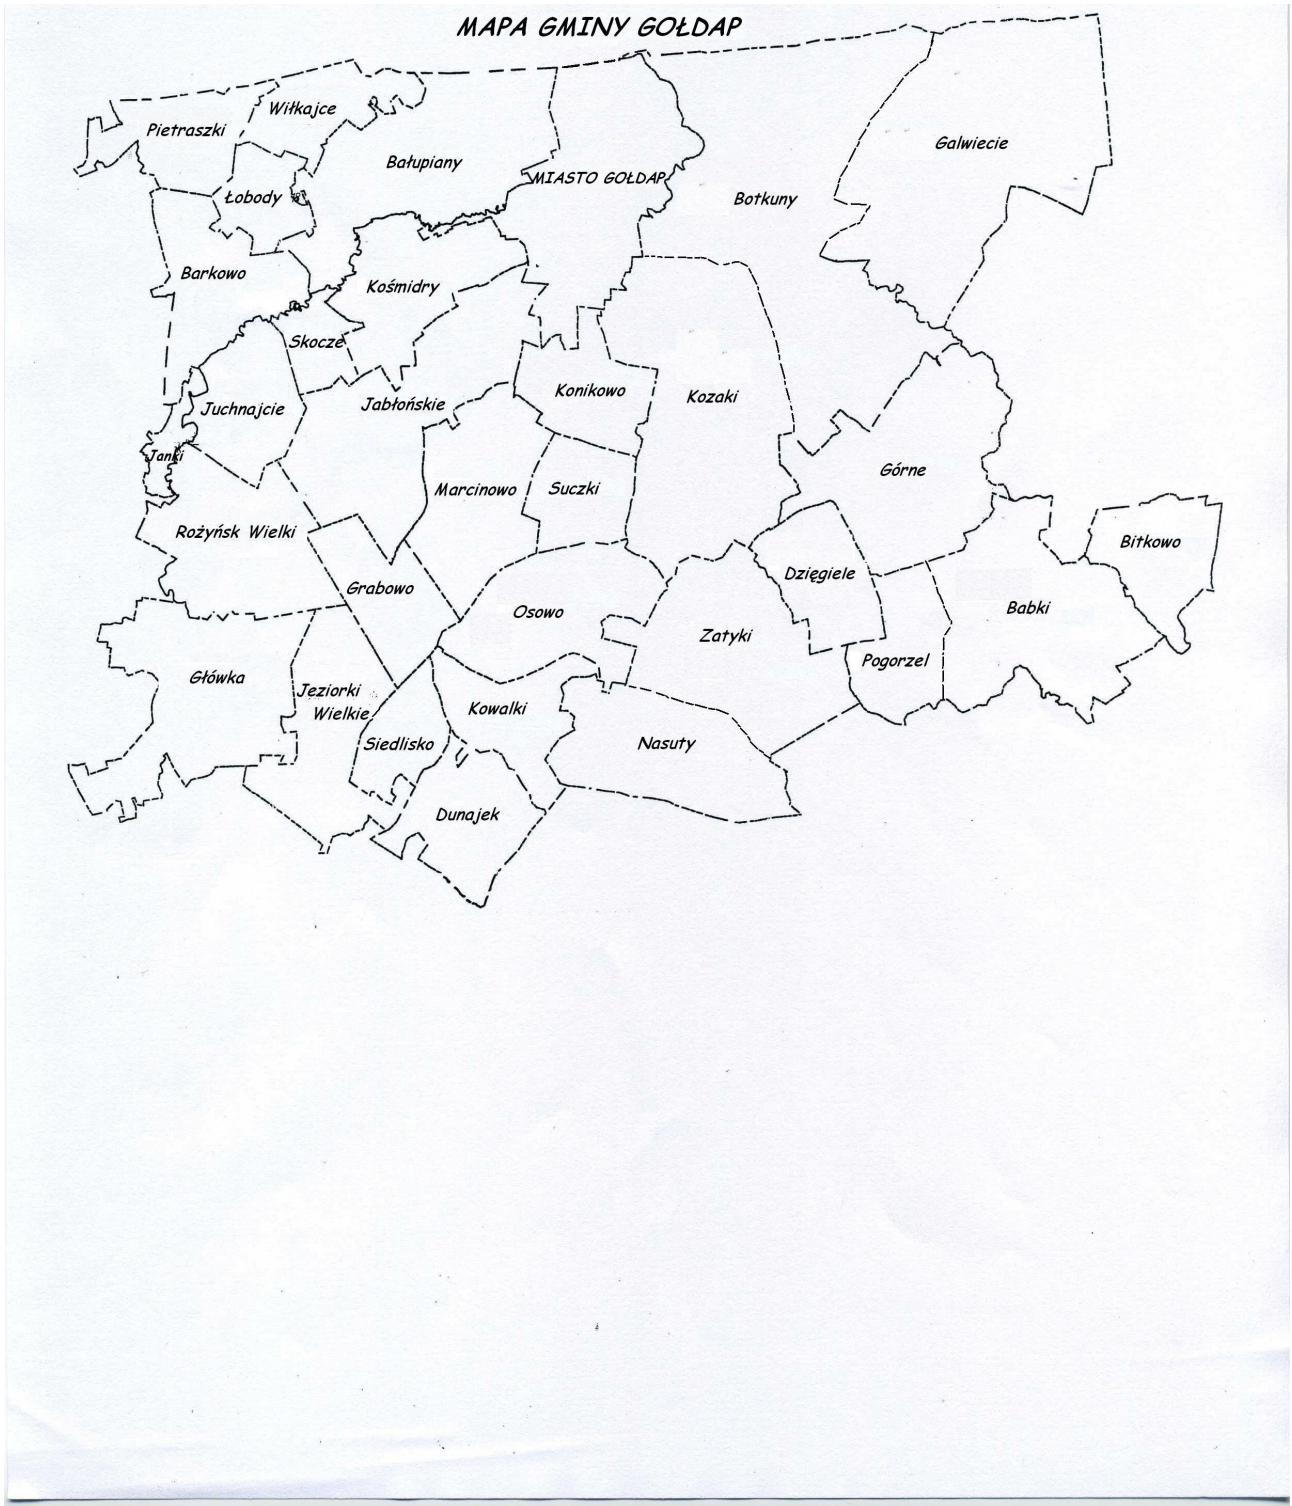 MAPA GMINY GOŁDAP
Wiłkajce
Pietraszki
Galwiecie
Bałupiany
MIASTO GOŁDAP
Łobody
Botkuny
Barkowo
Kośmidry
Skocze
Konikowo
Kozaki
Jabłońskie
Juchnajcie
Janki
Górne
Marcinowo
Suczki
Rożyńsk Wielki
Bitkowo
Dzięgiele
Grabowo
Babki
Osowo
Zatyki
Pogorzel
Główka
Jeziorki
Wielkie
Kowalki
Siedlisko
Nasuty
Dunajek